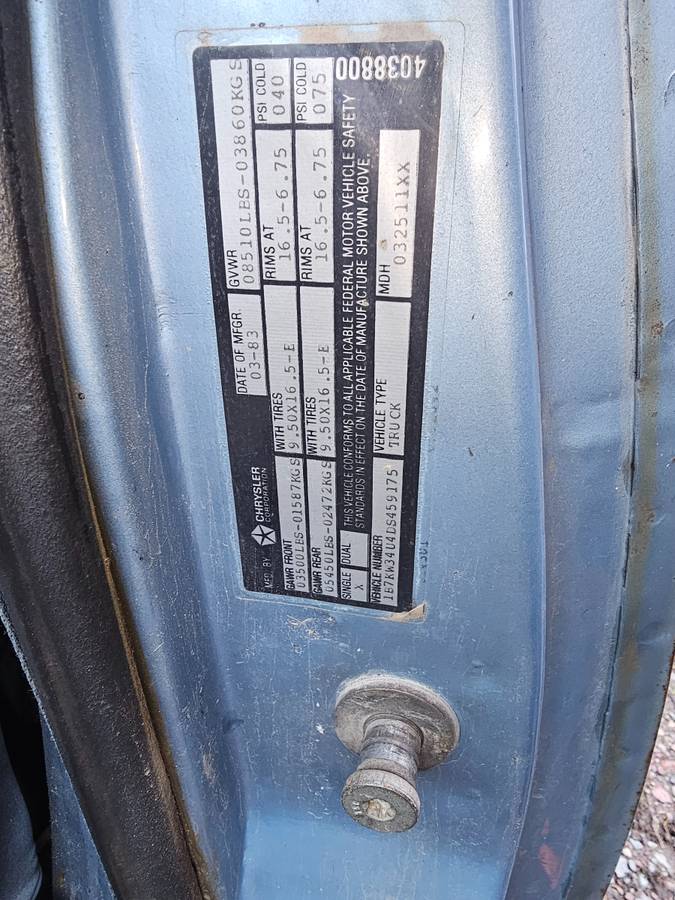 MFD. BY
CHRYSLER
CORPORATION
DATE OF MFGR.
03-83
GVWR
08510LBS-03860KGS
GAWR FRONT
03500LBS-01587KGS
WITH TIRES
9.50X16.5-E
RIMS AT
16.5-6.75
PSI COLD
040
GAWR REAR
05450LBS-02472KGS
WITH TIRES
9.50X16.5-E
RIMS AT
16.5-6.75
PSI COLD
075
SINGLE
X
DUAL
THIS VEHICLE CONFORMS TO ALL APPLICABLE FEDERAL MOTOR VEHICLE SAFETY
STANDARDS IN EFFECT ON THE DATE OF MANUFACTURE SHOWN ABOVE.
VEHICLE NUMBER
1B7KW34U4DS459175
VEHICLE TYPE
TRUCK
MDH
032511XX
4038800